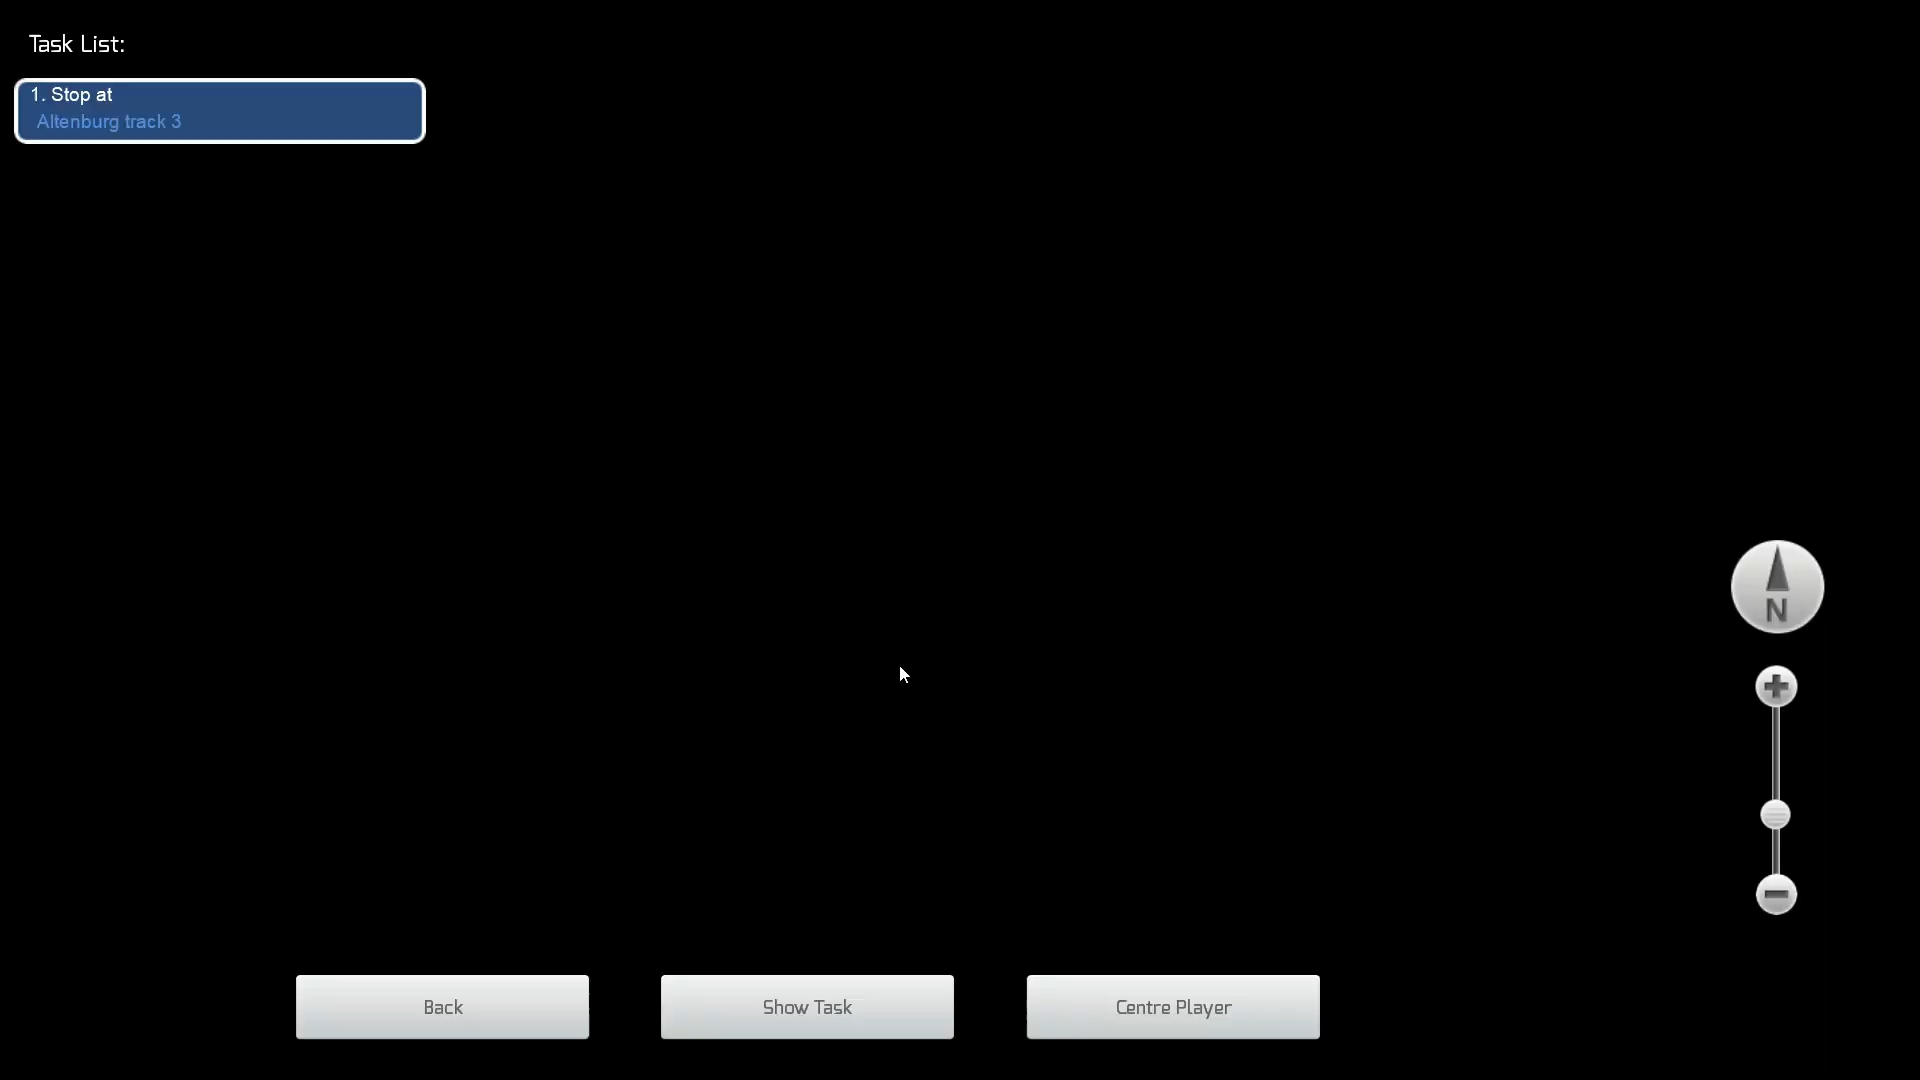 Task List:
1. Stop at
Altenburg track 3
N
Back
Show Task
Centre Player